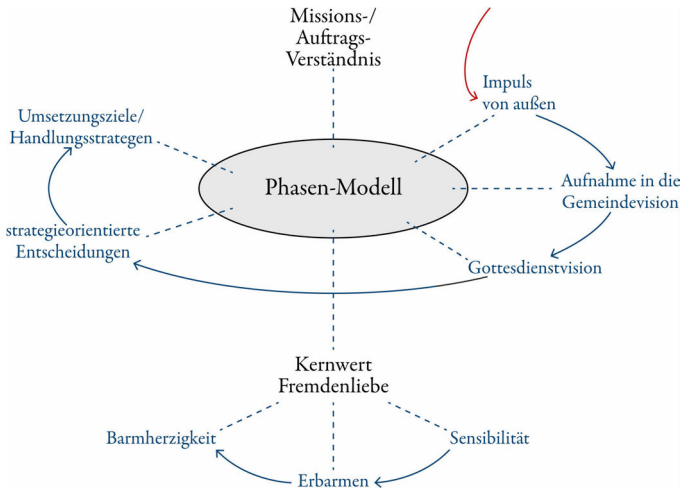 Missions-/
Auftrags-
Verständnis
Impuls
von außen
Umsetzungsziele/
Handlungsstrategen
Phasen-Modell
Aufnahme in die
Gemeindevision
strategieorientierte
Entscheidungen
Gottesdienstvision
Kernwert
Fremdenliebe
Barmherzigkeit
Sensibilität
Erbarmen